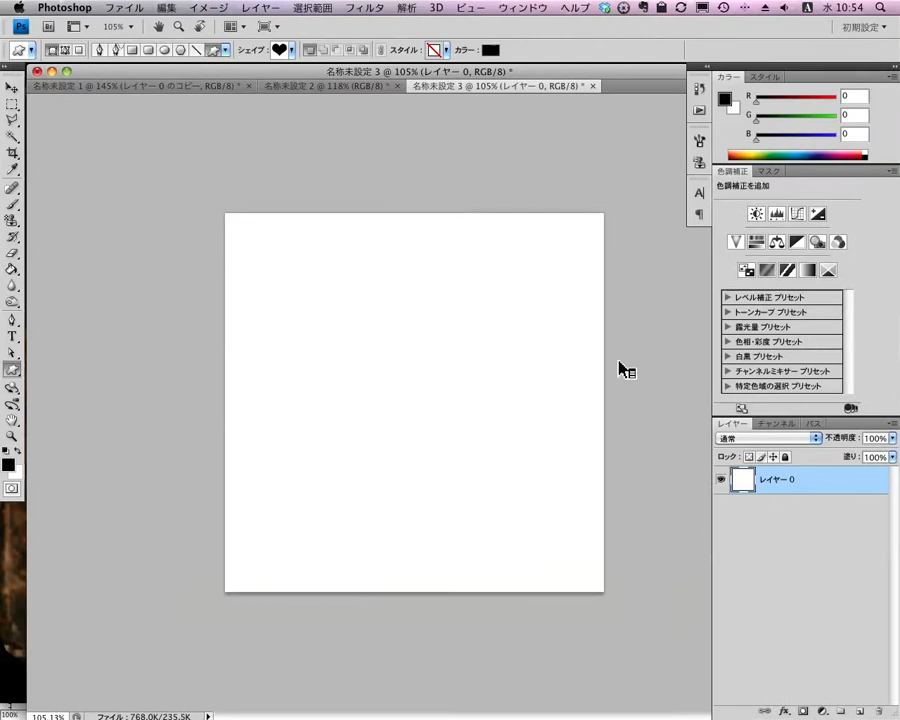 Photoshop ファイル 編集 イメージ レイヤー 選択範囲 フィルタ 解析 3D ビュー ウィンドウ ヘルプ 水 10:54
Ps Br 105% 初期設定
シェイプ: スタイル: カラー:
名称未設定 3 @ 105% (レイヤー 0, RGB/8) *
名称未設定 1 @ 145% (レイヤー 0 のコピー, RGB/8) *
名称未設定 2 @ 118% (RGB/8) *
名称未設定 3 @ 105% (レイヤー 0, RGB/8) *
カラー スタイル
R 0
G 0
B 0
色調補正 マスク
色調補正を追加
レベル補正 プリセット
トーンカーブ プリセット
露光量 プリセット
色相・彩度 プリセット
白黒 プリセット
チャンネルミキサー プリセット
特定色域の選択 プリセット
レイヤー チャンネル パス
通常 不透明度: 100%
ロック: 塗り: 100%
レイヤー 0
100%
105.13% ファイル : 768.0K/235.5K